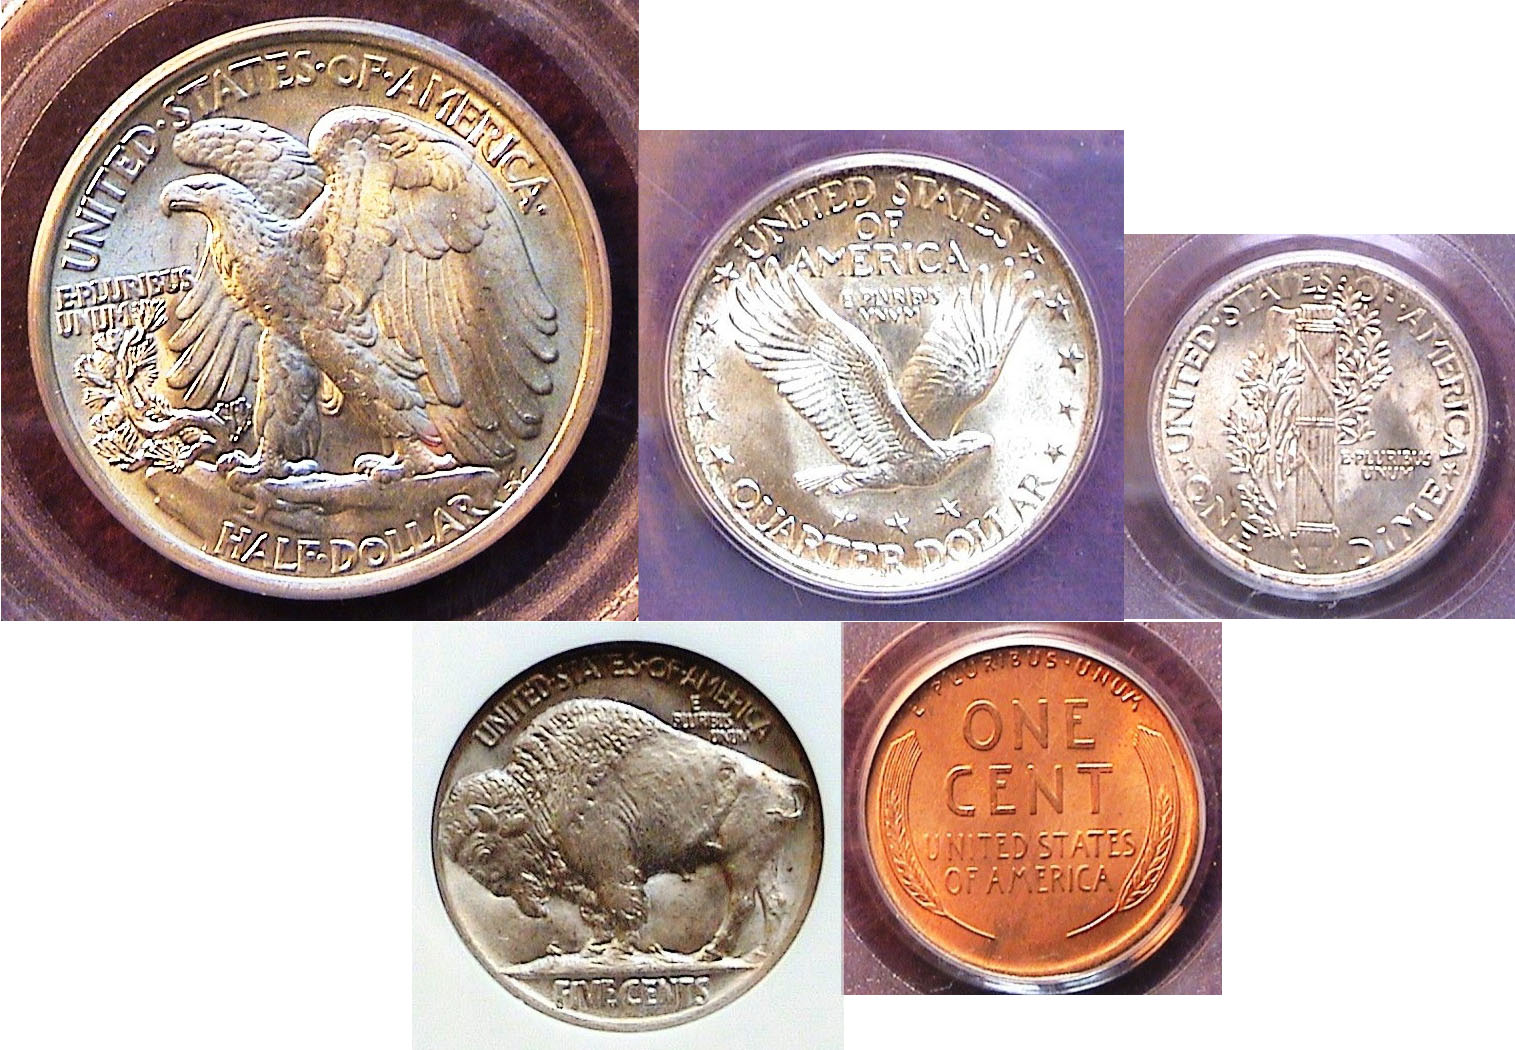 UNITED·STATES·OF·AMERICA·
E·PLURIBUS
UNUM
HALF·DOLLAR
UNITED STATES
OF
AMERICA
E PLURIBUS
UNUM
QUARTER DOLLAR
UNITED·STATES·OF·AMERICA
E·PLURIBUS
UNUM
ONE DIME
UNITED·STATES·OF·AMERICA
E
PLURIBUS
UNUM
FIVE CENTS
E·PLURIBUS·UNUM
ONE
CENT
UNITED STATES
OF AMERICA